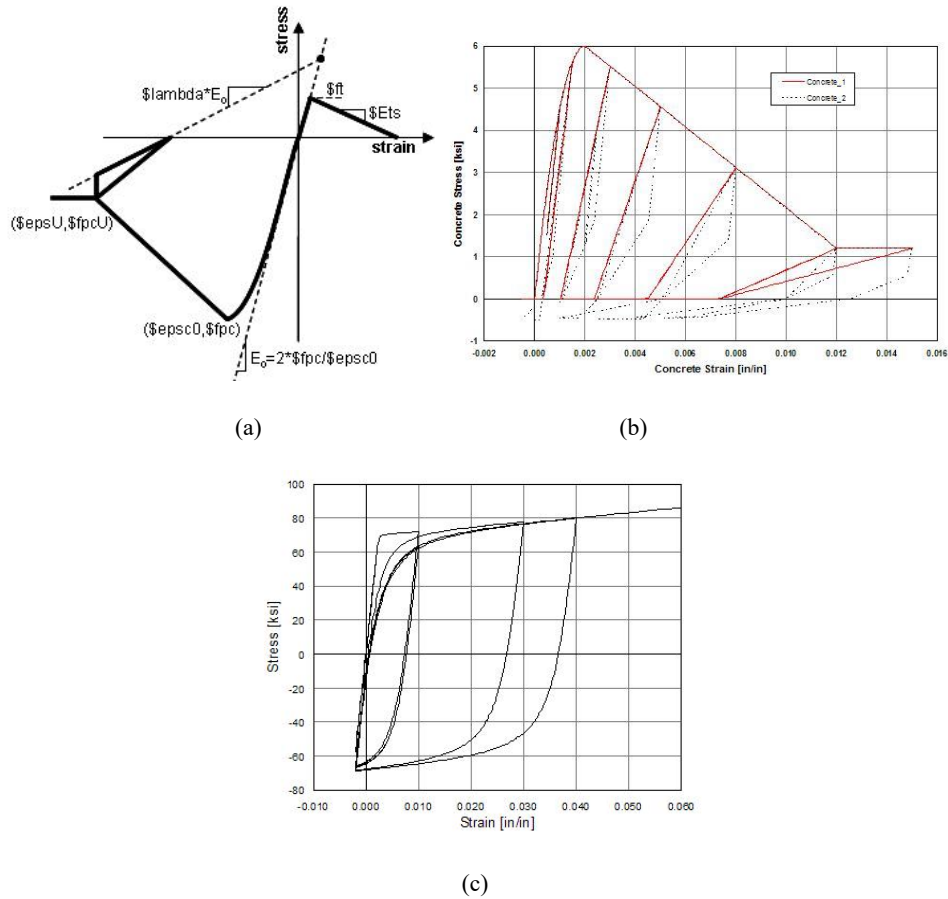 stress
$ft
$lambda*E₀
$Ets
strain
($epsU,$fpcU)
($epsc0,$fpc)
E₀=2*$fpc/$epsc0
(a)
6
5
4
3
2
1
0
-1
Concrete Stress [ksi]
Concrete_1
Concrete_2
-0.002 0.000 0.002 0.004 0.006 0.008 0.010 0.012 0.014 0.016
Concrete Strain [in/in]
(b)
100
80
60
40
20
0
-20
-40
-60
-80
Stress [ksi]
-0.010 0.000 0.010 0.020 0.030 0.040 0.050 0.060
Strain [in/in]
(c)